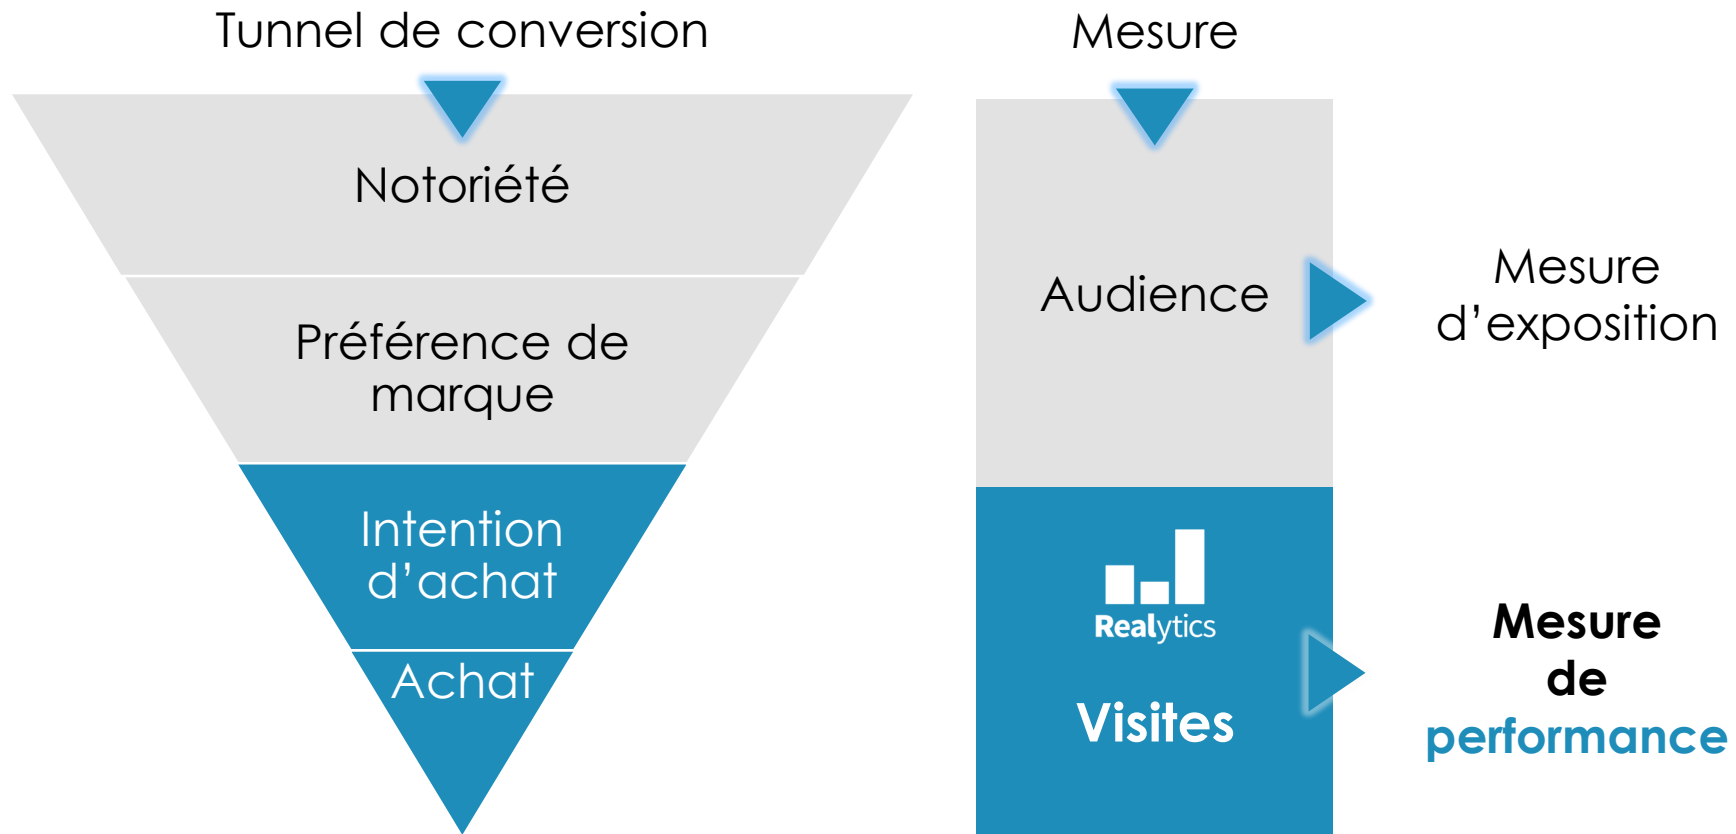 Tunnel de conversion
Notoriété
Préférence de
marque
Intention
d’achat
Achat
Mesure
Audience
Mesure
d’exposition
Realytics
Visites
Mesure
de
performance